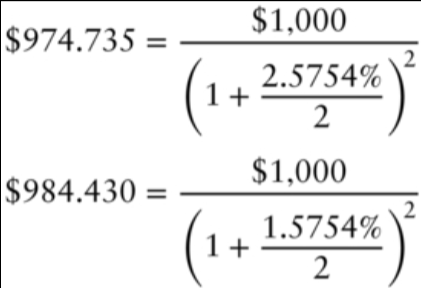 $974.735 = $1,000 / (1 + 2.5754% / 2)^2
$984.430 = $1,000 / (1 + 1.5754% / 2)^2